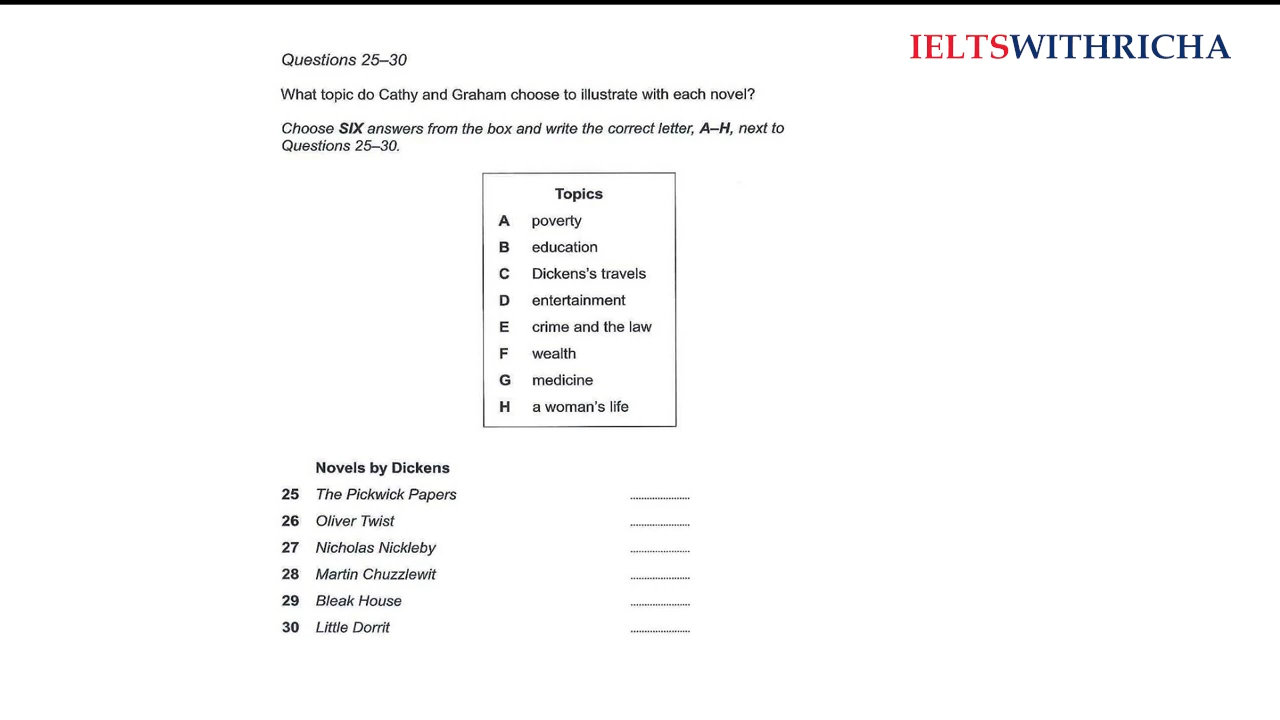 IELTSWITHRICHA
Questions 25–30
What topic do Cathy and Graham choose to illustrate with each novel?
Choose SIX answers from the box and write the correct letter, A–H, next to
Questions 25–30.
Topics
A poverty
B education
C Dickens's travels
D entertainment
E crime and the law
F wealth
G medicine
H a woman's life
Novels by Dickens
25 The Pickwick Papers ......................
26 Oliver Twist ......................
27 Nicholas Nickleby ......................
28 Martin Chuzzlewit ......................
29 Bleak House ......................
30 Little Dorrit ......................